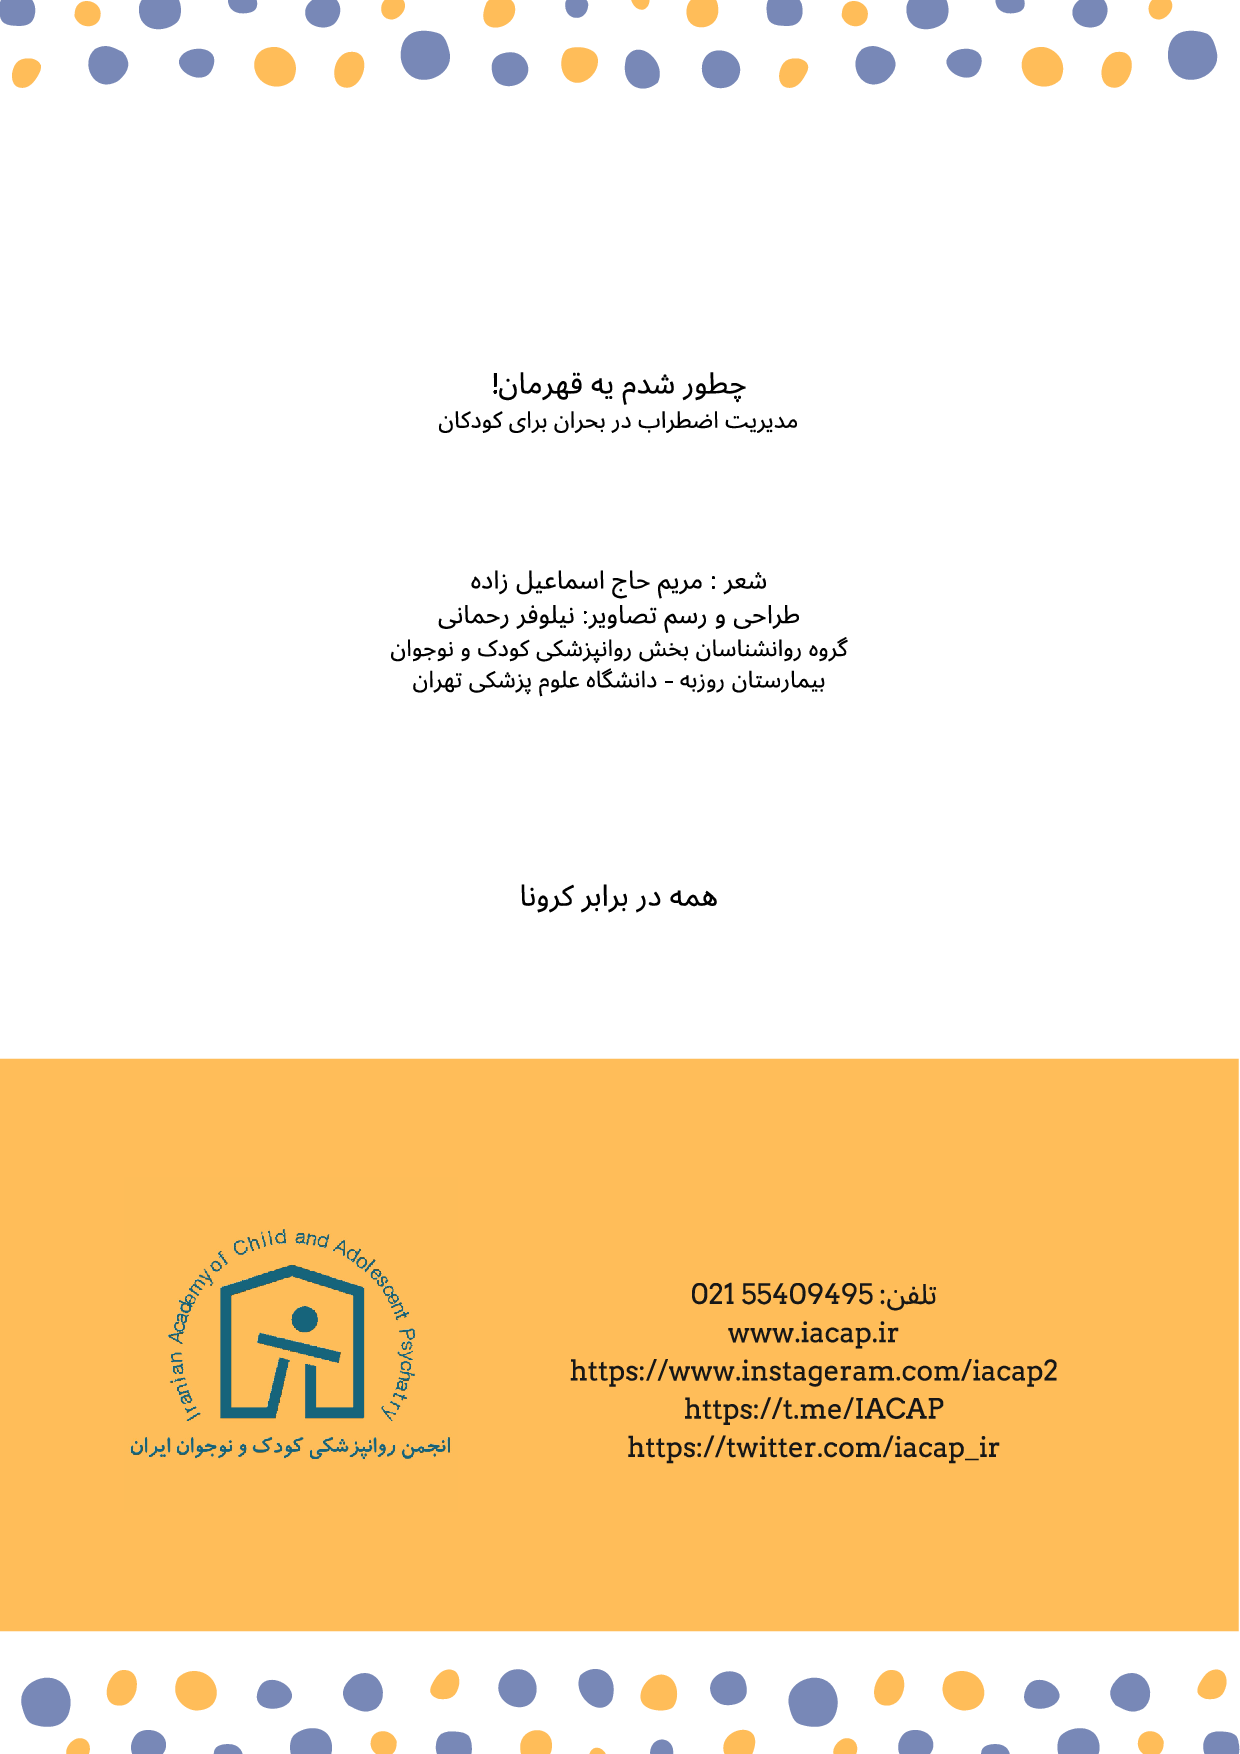 چطور شدم یه قهرمان!
مدیریت اضطراب در بحران برای کودکان
شعر : مریم حاج اسماعیل زاده
طراحی و رسم تصاویر: نیلوفر رحمانی
گروه روانشناسان بخش روانپزشکی کودک و نوجوان
بیمارستان روزبه - دانشگاه علوم پزشکی تهران
همه در برابر کرونا
Iranian Academy of Child and Adolescent Psychatry
انجمن روانپزشکی کودک و نوجوان ایران
تلفن: 55409495 021
www.iacap.ir
https://www.instageram.com/iacap2
https://t.me/IACAP
https://twitter.com/iacap_ir